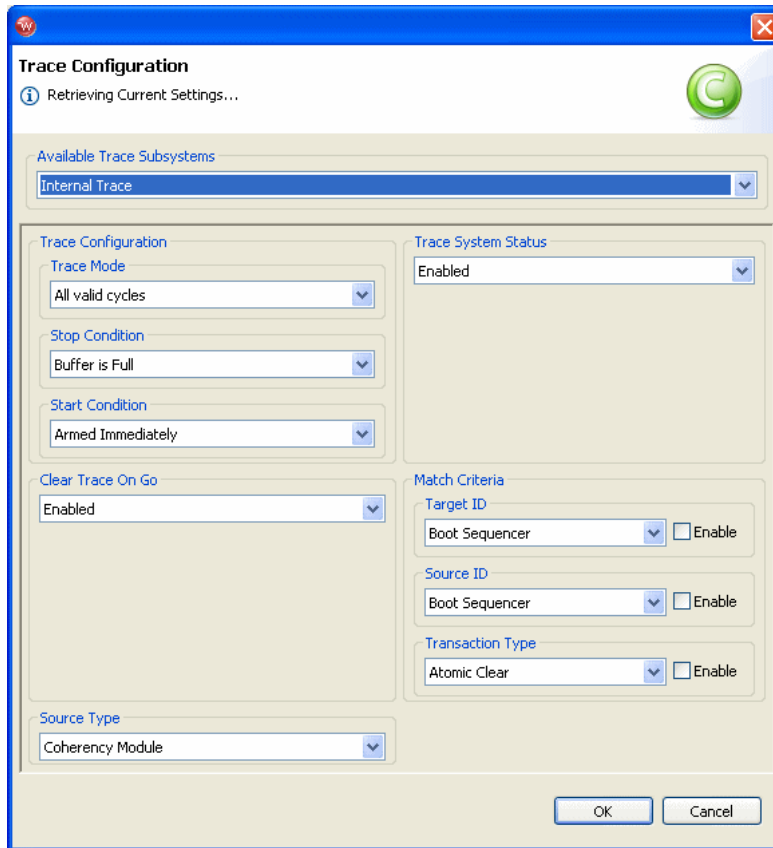 W
Trace Configuration
Retrieving Current Settings...
C
Available Trace Subsystems
Internal Trace
Trace Configuration
Trace Mode
All valid cycles
Stop Condition
Buffer is Full
Start Condition
Armed Immediately
Trace System Status
Enabled
Clear Trace On Go
Enabled
Match Criteria
Target ID
Boot Sequencer Enable
Source ID
Boot Sequencer Enable
Transaction Type
Atomic Clear Enable
Source Type
Coherency Module
OK Cancel